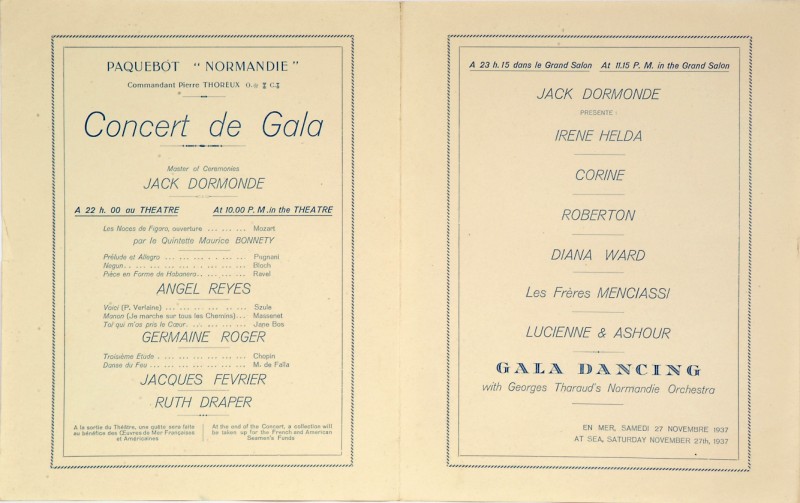 PAQUEBOT " NORMANDIE "
Commandant Pierre THOREUX O.
Concert de Gala
Master of Ceremonies
JACK DORMONDE
A 22 h. 00 au THEATRE At 10.00 P. M. in the THEATRE
Les Noces de Figaro, ouverture ... ... ... Mozart
par le Quintette Maurice BONNETY
Prélude et Allegro ... ... ... ... ... Pugnani
Negun... ... ... ... ... ... ... ... Bloch
Pièce en Forme de Habanera... ... ... Ravel
ANGEL REYES
Voici (P. Verlaine) ... ... ... ... ... Szulc
Manon (Je marche sur tous les Chemins)... Massenet
Toi qui m'as pris le Cœur... ... ... ... Jane Bos
GERMAINE ROGER
Troisième Etude . ... ... ... ... ... Chopin
Danse du Feu ... ... ... ... ... ... M. de Falla
JACQUES FEVRIER
RUTH DRAPER
A la sortie du Théâtre, une quête sera faite
au bénéfice des Œuvres de Mer Françaises
et Américaines
At the end of the Concert, a collection will
be taken up for the French and American
Seamen's Funds
A 23 h. 15 dans le Grand Salon At 11.15 P. M. in the Grand Salon
JACK DORMONDE
PRESENTE :
IRENE HELDA
CORINE
ROBERTON
DIANA WARD
Les Frères MENCIASSI
LUCIENNE & ASHOUR
GALA DANCING
with Georges Tharaud's Normandie Orchestra
EN MER, SAMEDI 27 NOVEMBRE 1937
AT SEA, SATURDAY NOVEMBER 27th, 1937